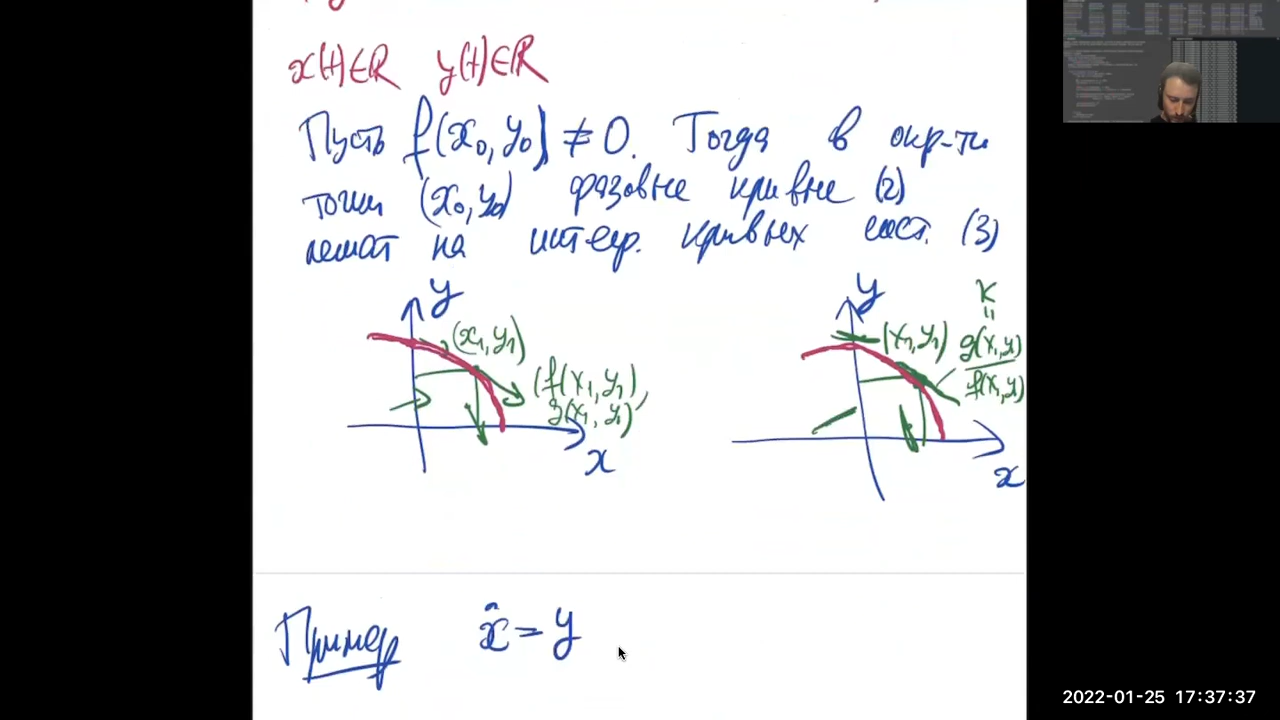 x(t)∈ℝ y(t)∈ℝ
Пусть f(x₀, y₀) ≠ 0. Тогда в окр-ти
точки (x₀, y₀) фазовые кривые (2)
лежат на интегр. кривых сист. (3)
y
(x₁, y₁)
(f(x₁, y₁),
g(x₁, y₁)
x
y
K
=
(x₁, y₁)
g(x₁, y₁)
f(x₁, y₁)
x
Пример ẋ = y
2022-01-25 17:37:37